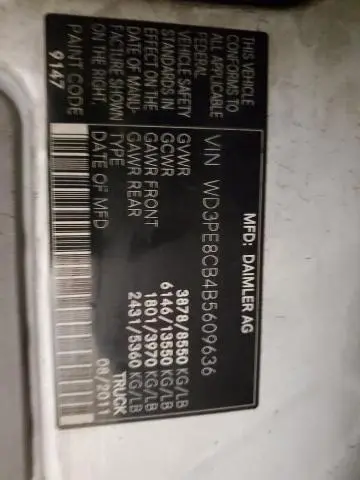 MFD: DAIMLER AG
VIN WD3PE8CB4B5609636
THIS VEHICLE
CONFORMS TO
ALL APPLICABLE
FEDERAL
VEHICLE SAFETY
STANDARDS IN
EFFECT ON THE
DATE OF MANU-
FACTURE SHOWN
ON THE RIGHT.
PAINT CODE
9147
GVWR 3878/8550 KG/LB
GCWR 6146/13550 KG/LB
GAWR FRONT 1801/3970 KG/LB
GAWR REAR 2431/5360 KG/LB
TYPE TRUCK
DATE OF MFD 08/2011